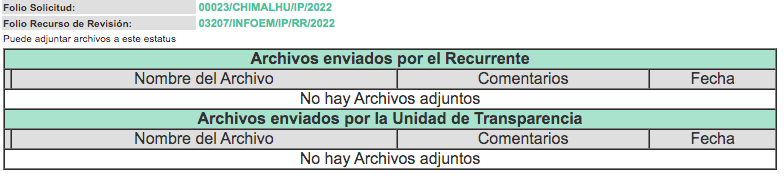 Folio Solicitud: 00023/CHIMALHU/IP/2022
Folio Recurso de Revisión: 03207/INFOEM/IP/RR/2022
Puede adjuntar archivos a este estatus
Archivos enviados por el Recurrente
Nombre del Archivo Comentarios Fecha
No hay Archivos adjuntos
Archivos enviados por la Unidad de Transparencia
Nombre del Archivo Comentarios Fecha
No hay Archivos adjuntos